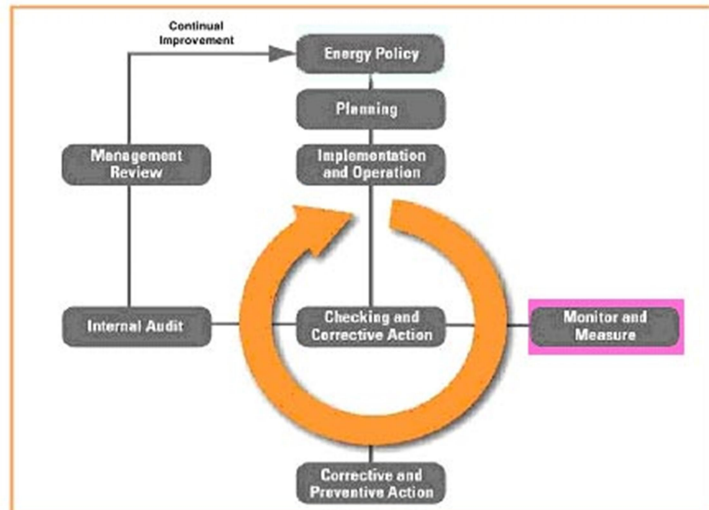 Continual
Improvement
Energy Policy
Planning
Management
Review
Implementation
and Operation
Internal Audit
Checking and
Corrective Action
Monitor and
Measure
Corrective and
Preventive Action